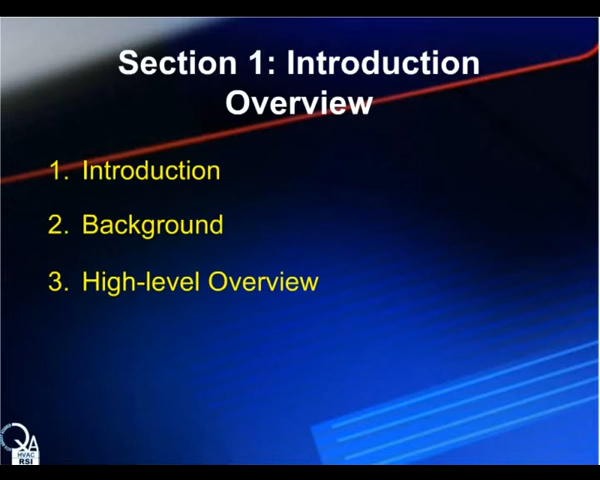 Section 1: Introduction
Overview
1. Introduction
2. Background
3. High-level Overview
QA
HVAC
RSI